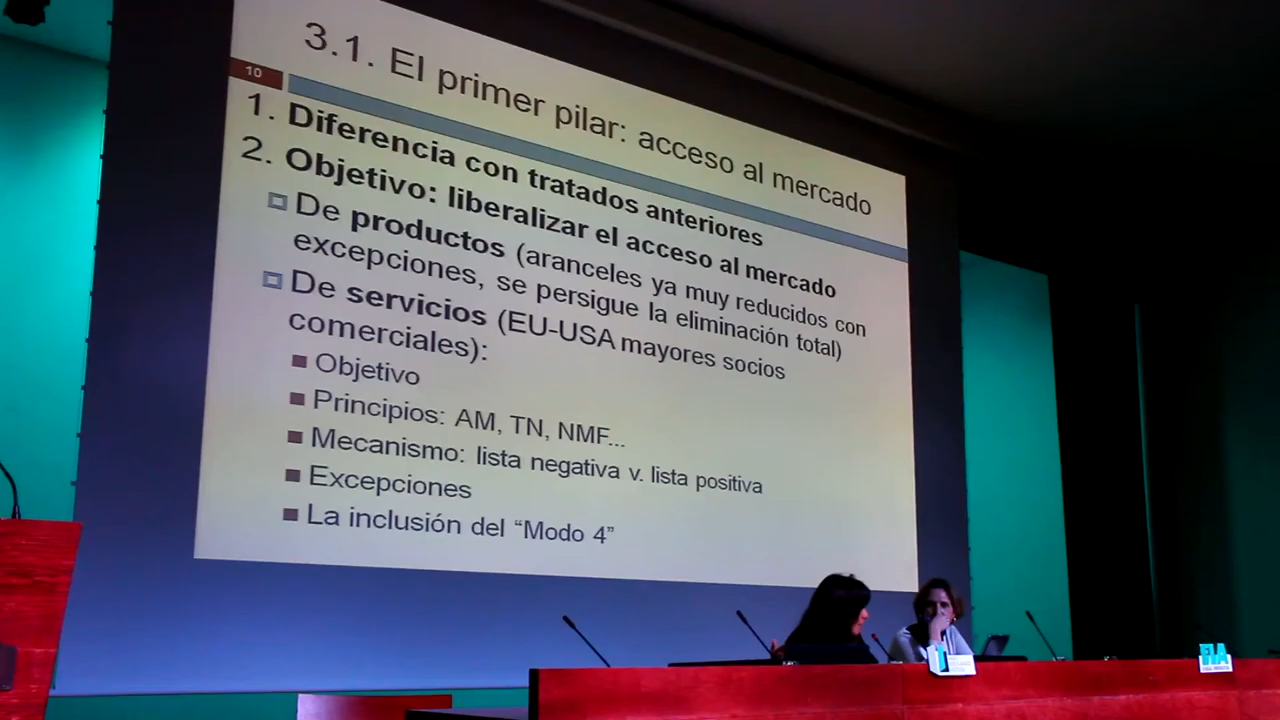 3.1. El primer pilar: acceso al mercado
10
1. Diferencia con tratados anteriores
2. Objetivo: liberalizar el acceso al mercado
De productos (aranceles ya muy reducidos con
excepciones, se persigue la eliminación total)
De servicios (EU-USA mayores socios
comerciales):
Objetivo
Principios: AM, TN, NMF...
Mecanismo: lista negativa v. lista positiva
Excepciones
La inclusión del “Modo 4”